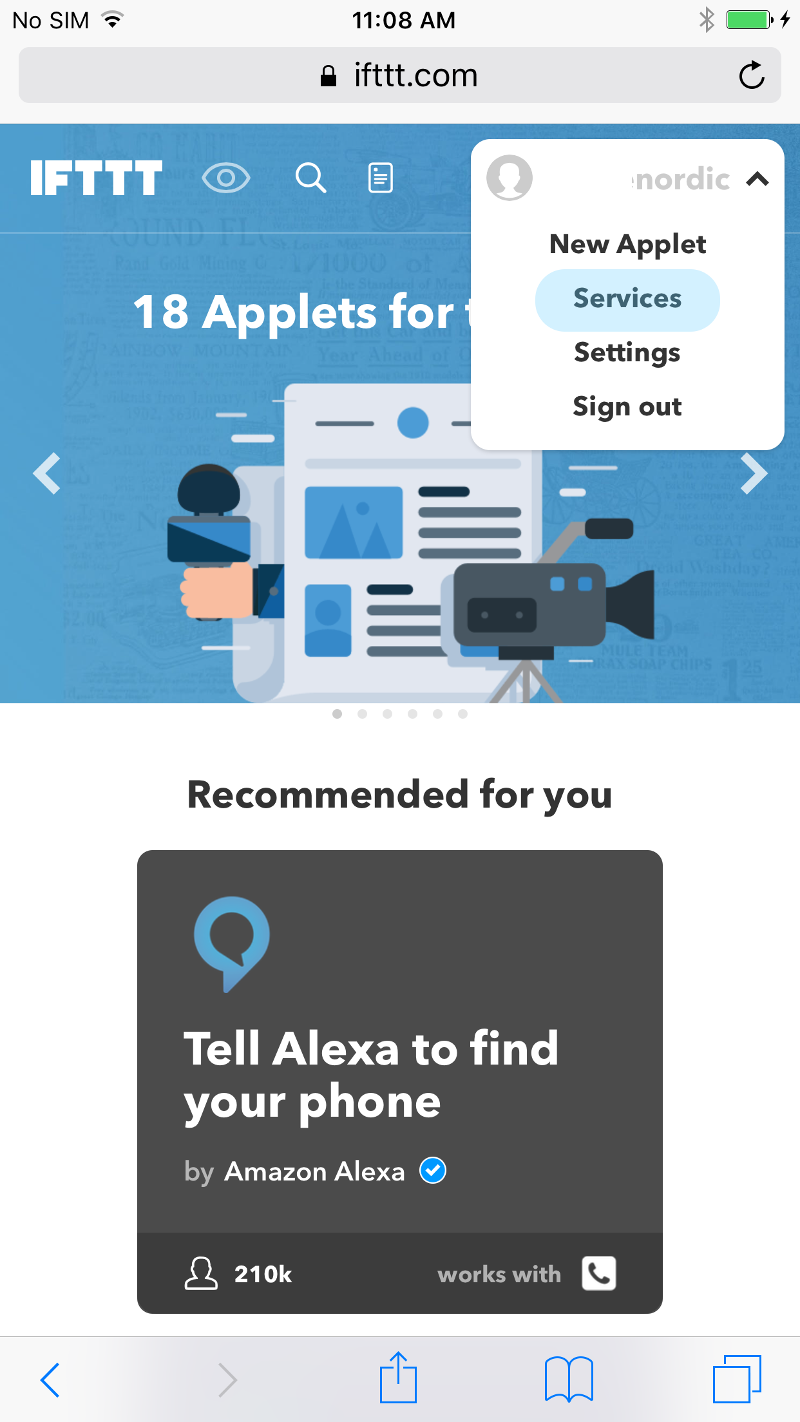 No SIM 11:08 AM
ifttt.com
IFTTT
nordic
New Applet
Services
Settings
Sign out
18 Applets for
Recommended for you
Tell Alexa to find
your phone
by Amazon Alexa
210k works with